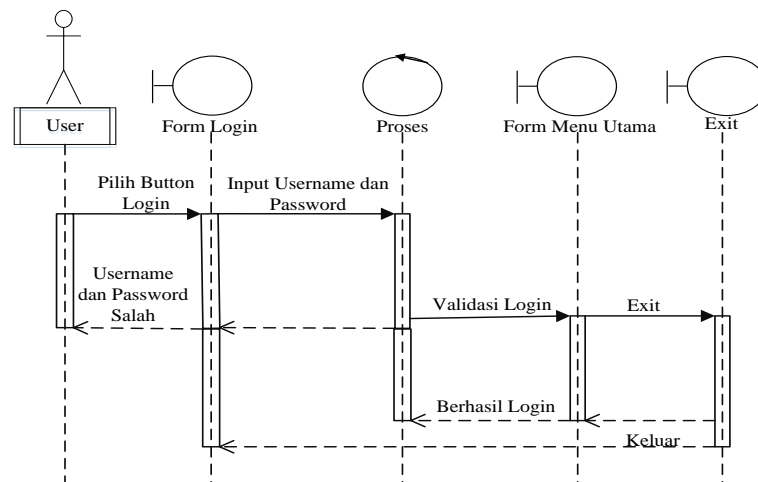 User
Form Login
Proses
Form Menu Utama
Exit
Pilih Button
Login
Input Username dan
Password
Username
dan Password
Salah
Validasi Login
Exit
Berhasil Login
Keluar